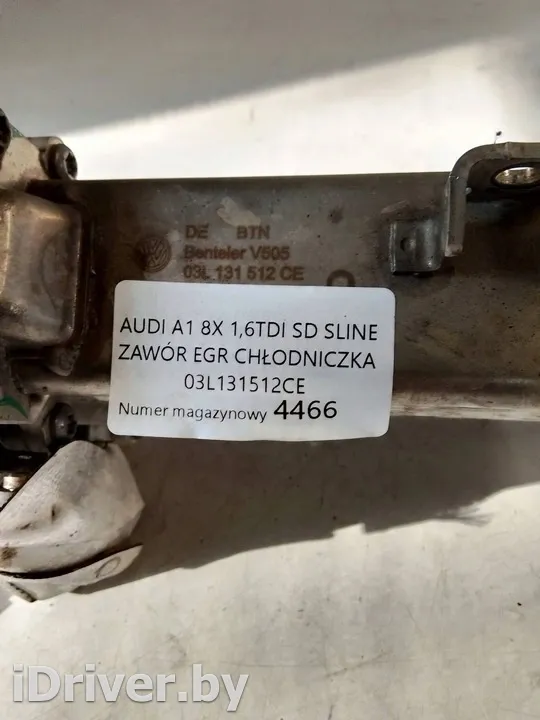 DE BTN
Benteler V505
03L 131 512 CE
AUDI A1 8X 1,6TDI SD SLINE
ZAWÓR EGR CHŁODNICZKA
03L131512CE
Numer magazynowy 4466
iDriver.by